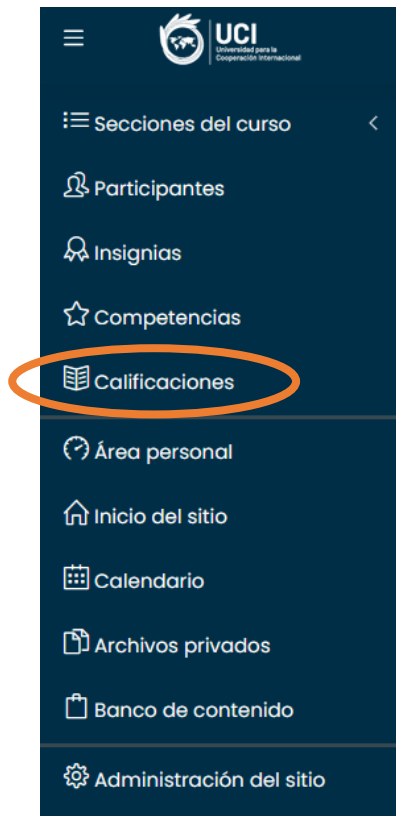 UCI
Universidad para la
Cooperación Internacional
Secciones del curso
Participantes
Insignias
Competencias
Calificaciones
Área personal
Inicio del sitio
Calendario
Archivos privados
Banco de contenido
Administración del sitio